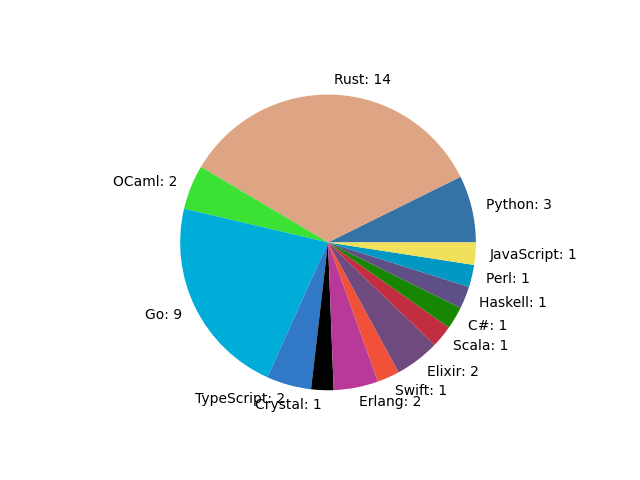 Rust: 14
OCaml: 2
Python: 3
JavaScript: 1
Perl: 1
Haskell: 1
Go: 9
C#: 1
Scala: 1
Elixir: 2
Swift: 1
TypeScript: 2
Crystal: 1
Erlang: 2